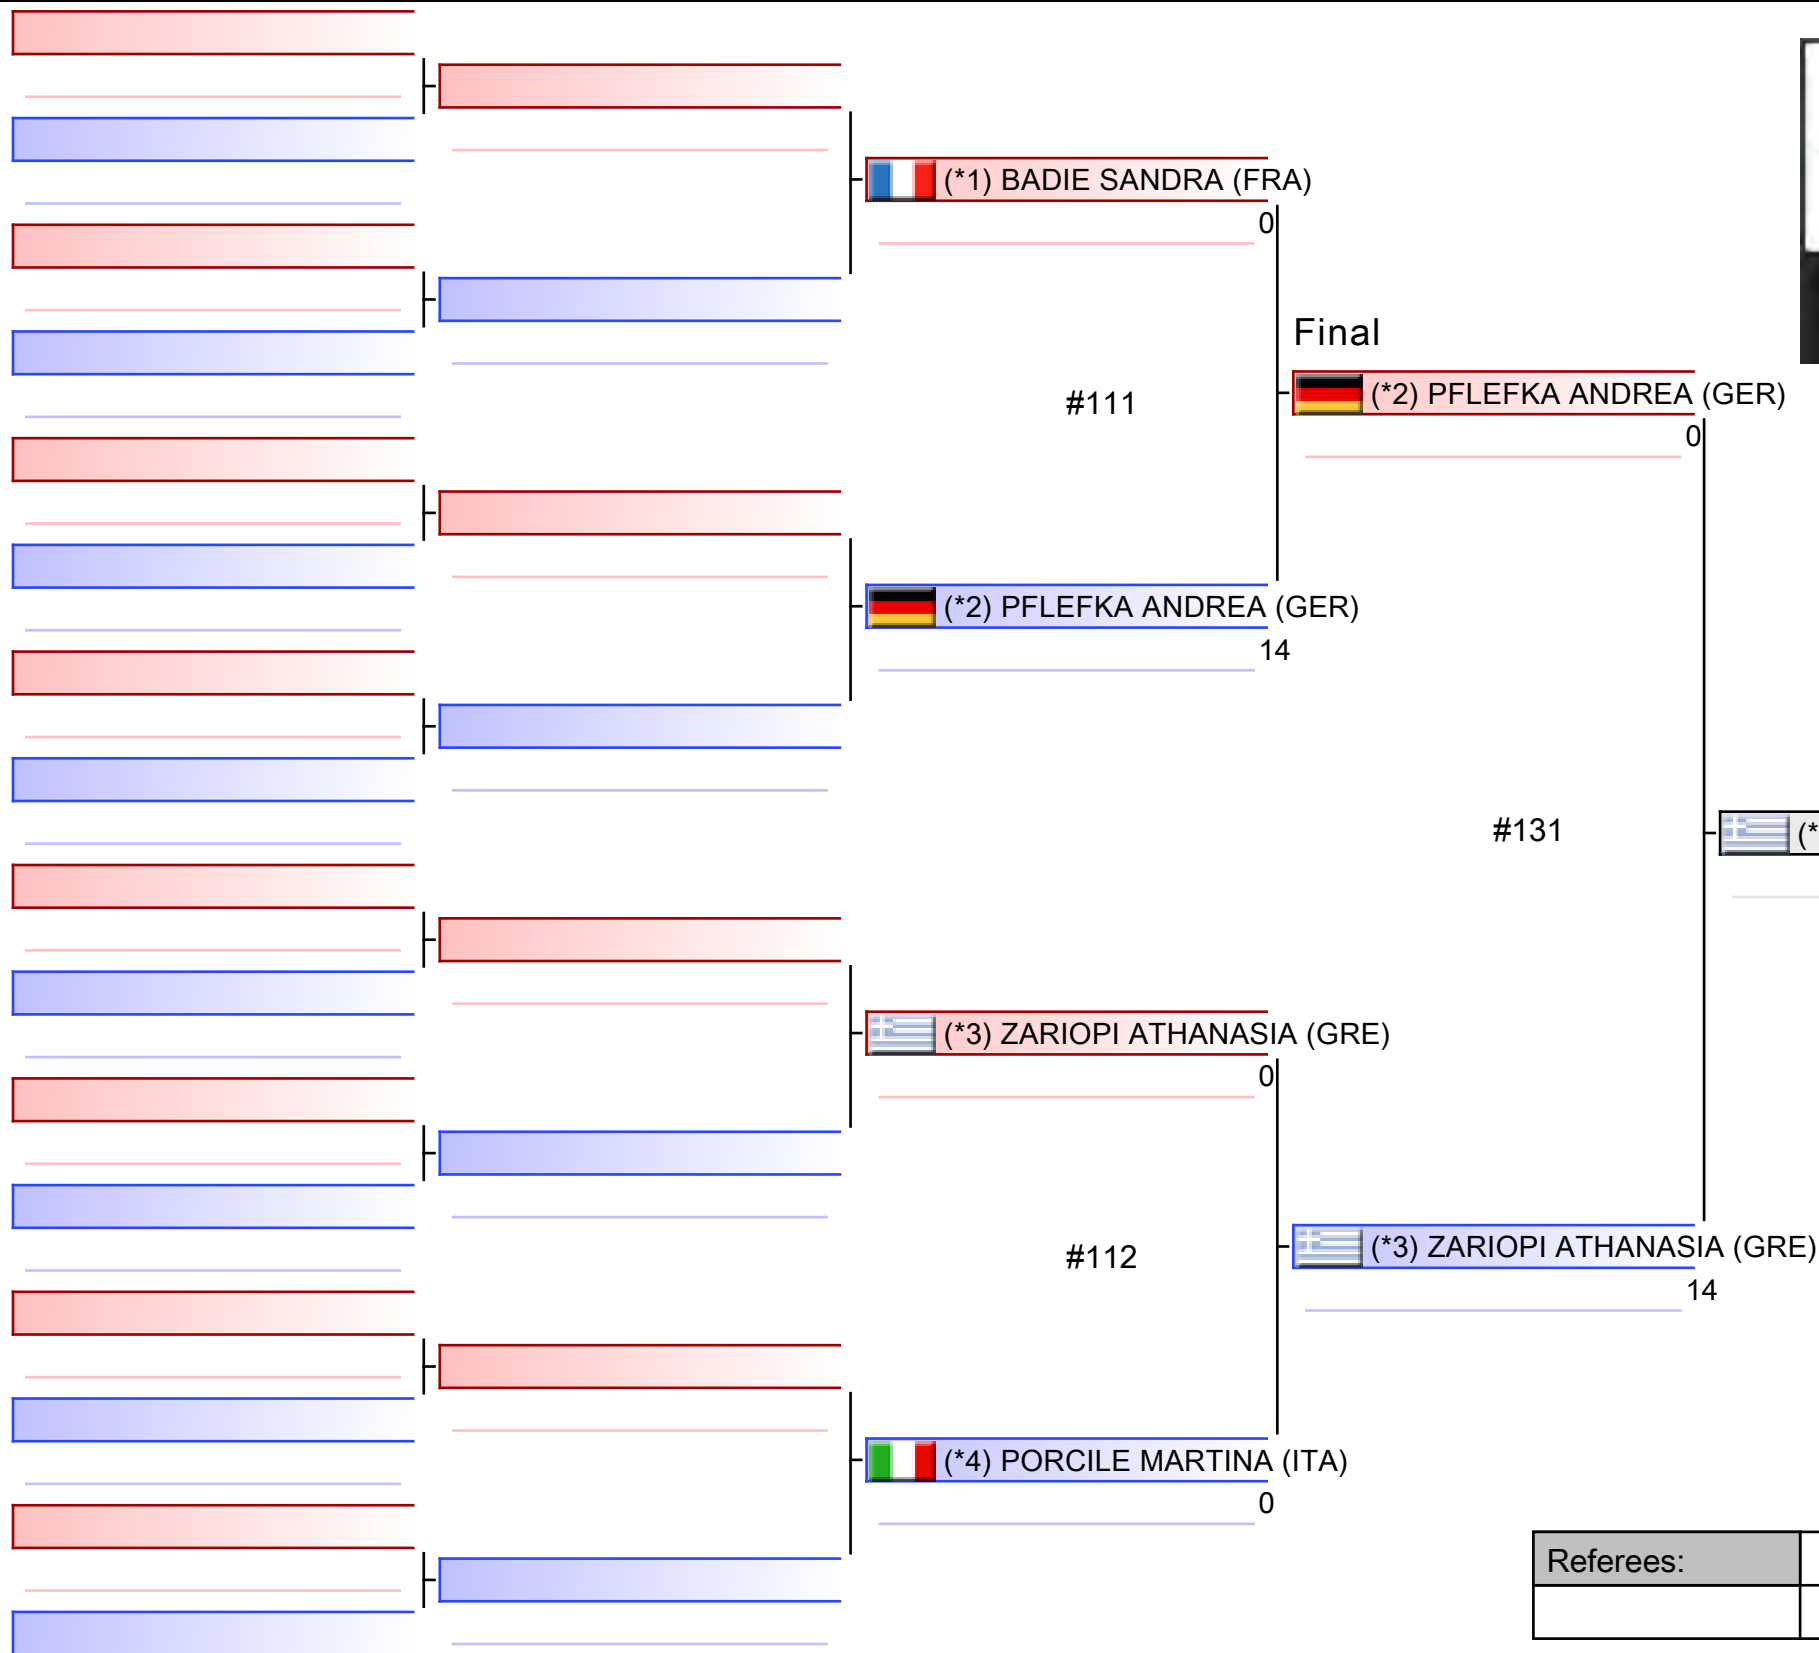 (*1) BADIE SANDRA (FRA)
0
Final
#111
(*2) PFLEFKA ANDREA (GER)
0
(*2) PFLEFKA ANDREA (GER)
14
#131
(*
(*3) ZARIOPI ATHANASIA (GRE)
0
#112
(*3) ZARIOPI ATHANASIA (GRE)
14
(*4) PORCILE MARTINA (ITA)
0
Referees: